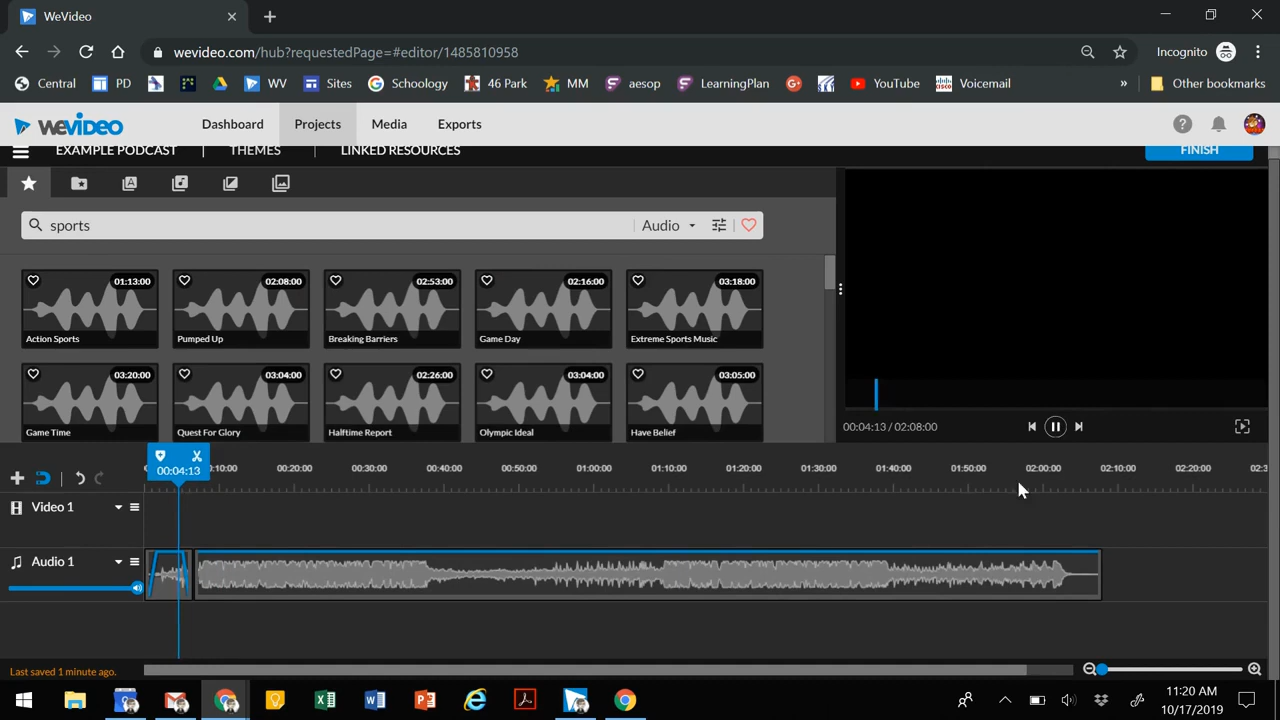 WeVideo
wevideo.com/hub?requestedPage=#editor/1485810958
Incognito
Central PD WV Sites Schoology 46 Park MM aesop LearningPlan YouTube Voicemail » Other bookmarks
wevideo Dashboard Projects Media Exports
EXAMPLE PODCAST | THEMES | LINKED RESOURCES FINISH
sports Audio
01:13:00 02:08:00 02:53:00 02:16:00 03:18:00
Action Sports Pumped Up Breaking Barriers Game Day Extreme Sports Music
03:20:00 03:04:00 02:26:00 03:04:00 03:05:00
Game Time Quest For Glory Halftime Report Olympic Ideal Have Belief
00:04:13 / 02:08:00
00:04:13
:10:00 00:20:00 00:30:00 00:40:00 00:50:00 01:00:00 01:10:00 01:20:00 01:30:00 01:40:00 01:50:00 02:00:00 02:10:00 02:20:00 02:3
Video 1
Audio 1
Last saved 1 minute ago.
11:20 AM
10/17/2019